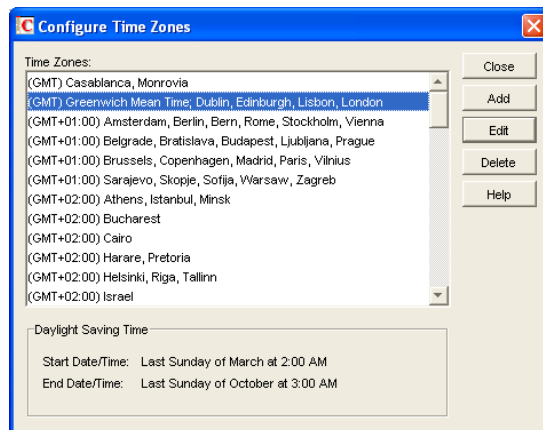 Configure Time Zones
Time Zones:
(GMT) Casablanca, Monrovia
(GMT) Greenwich Mean Time; Dublin, Edinburgh, Lisbon, London
(GMT+01:00) Amsterdam, Berlin, Bern, Rome, Stockholm, Vienna
(GMT+01:00) Belgrade, Bratislava, Budapest, Ljubljana, Prague
(GMT+01:00) Brussels, Copenhagen, Madrid, Paris, Vilnius
(GMT+01:00) Sarajevo, Skopje, Sofija, Warsaw, Zagreb
(GMT+02:00) Athens, Istanbul, Minsk
(GMT+02:00) Bucharest
(GMT+02:00) Cairo
(GMT+02:00) Harare, Pretoria
(GMT+02:00) Helsinki, Riga, Tallinn
(GMT+02:00) Israel
Close
Add
Edit
Delete
Help
Daylight Saving Time
Start Date/Time: Last Sunday of March at 2:00 AM
End Date/Time: Last Sunday of October at 3:00 AM